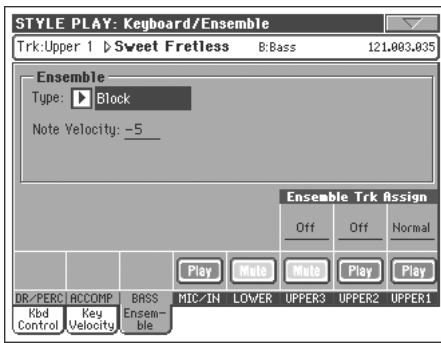 STYLE PLAY: Keyboard/Ensemble
Trk:Upper 1 Sweet Fretless B:Bass 121.003.035
Ensemble
Type: Block
Note Velocity: -5
Ensemble Trk Assign
Off Off Normal
Play Mute Mute Play Play
DR/PERC ACCOMP BASS MIC/IN LOWER UPPER3 UPPER2 UPPER1
Kbd Control Key Velocity Ensem-ble